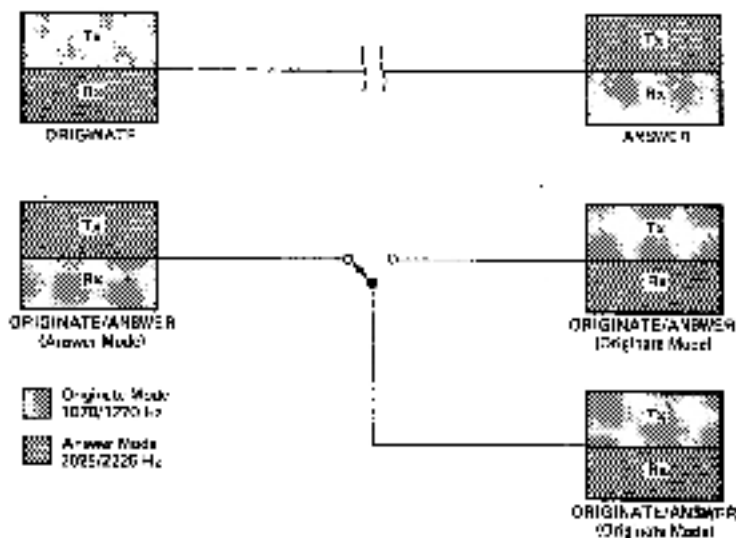 Tx
Tx
Rx
Rx
ORIGINATE
ANSWER
Tx
Tx
Rx
Rx
ORIGINATE/ANSWER
(Answer Mode)
ORIGINATE/ANSWER
(Originate Mode)
Originate Mode
1070/1270 Hz
Answer Mode
2025/2225 Hz
Tx
Rx
ORIGINATE/ANSWER
(Originate Mode)